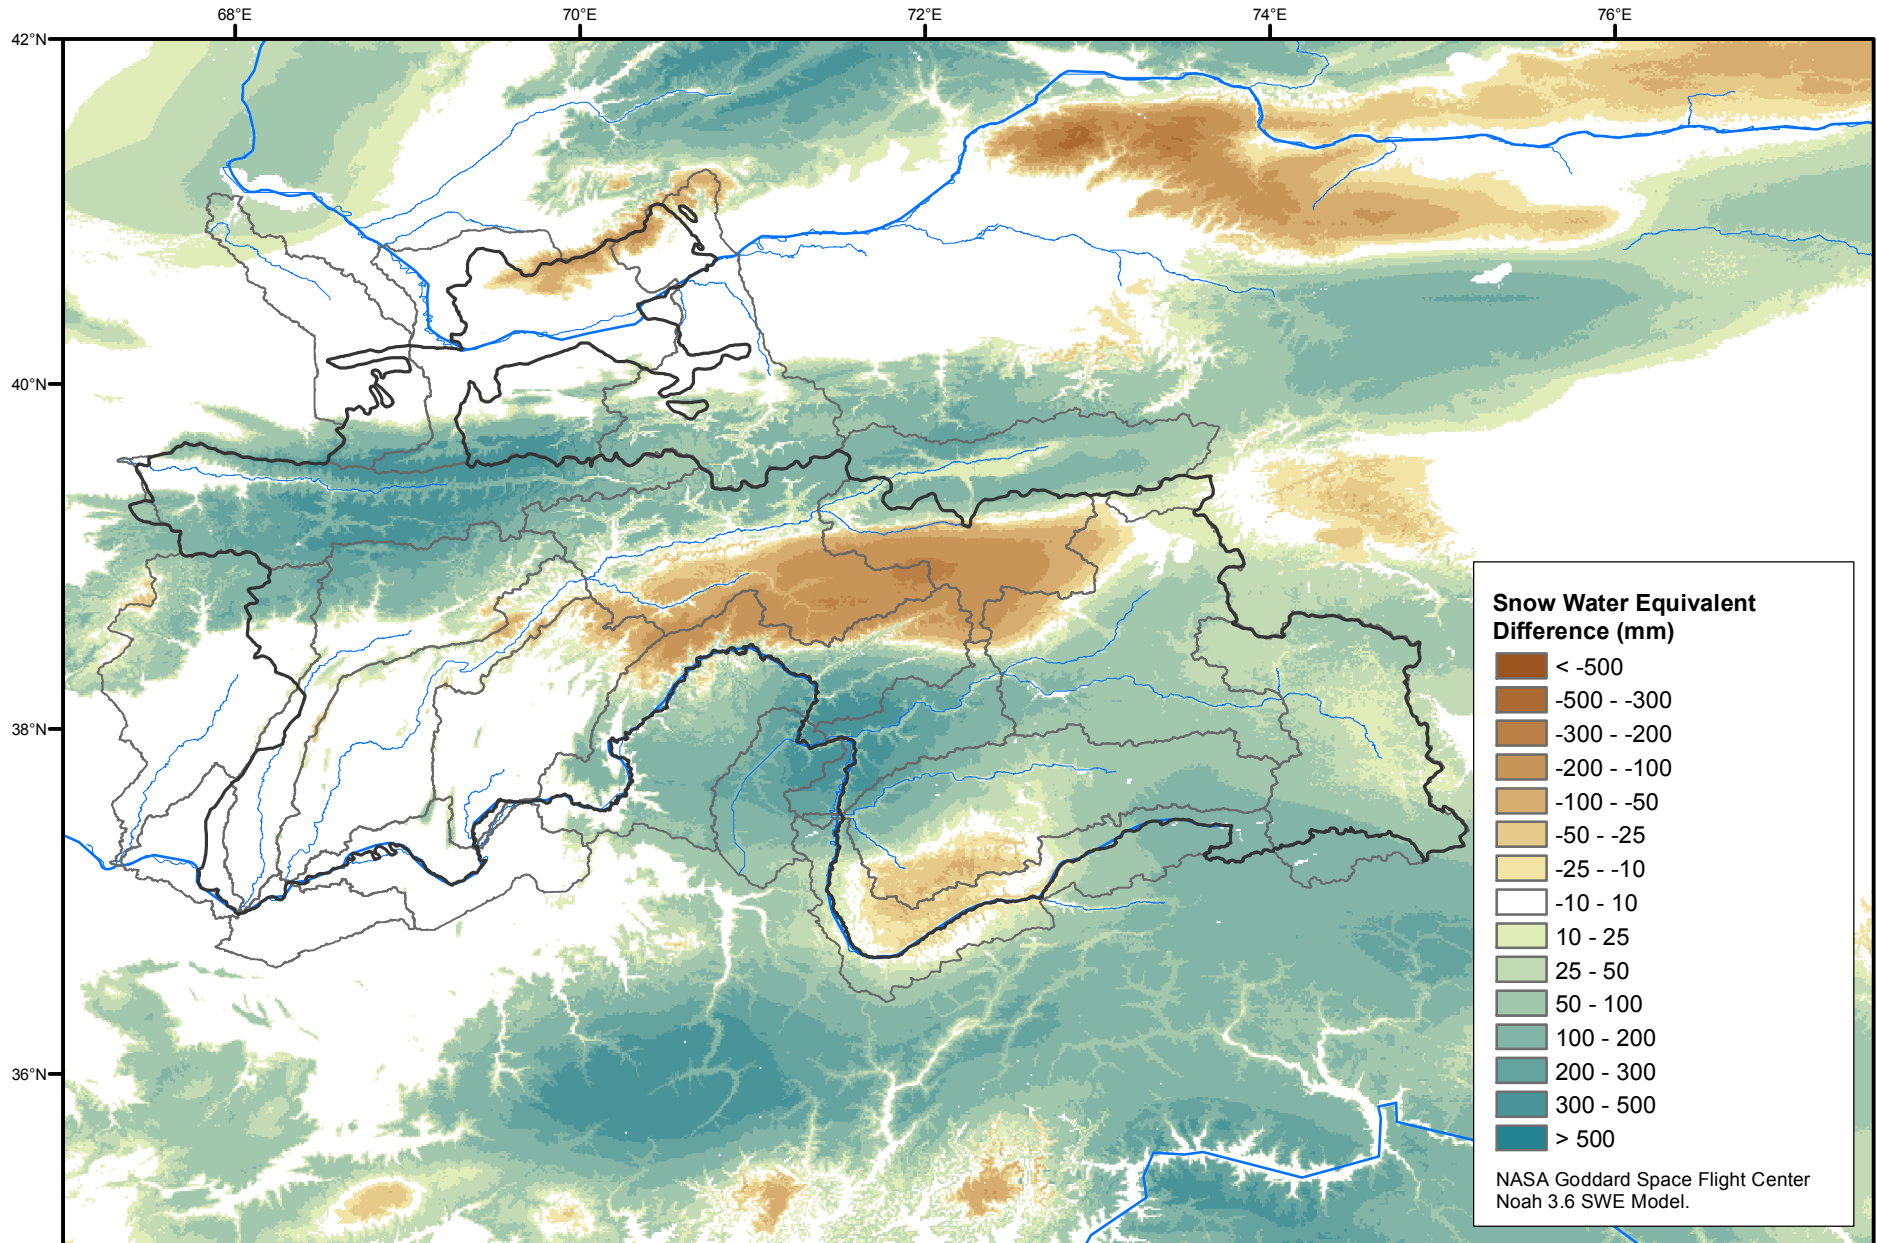 68°E
70°E
72°E
74°E
76°E
42°N
40°N
38°N
36°N
Snow Water Equivalent
Difference (mm)
< -500
-500 - -300
-300 - -200
-200 - -100
-100 - -50
-50 - -25
-25 - -10
-10 - 10
10 - 25
25 - 50
50 - 100
100 - 200
200 - 300
300 - 500
> 500
NASA Goddard Space Flight Center
Noah 3.6 SWE Model.